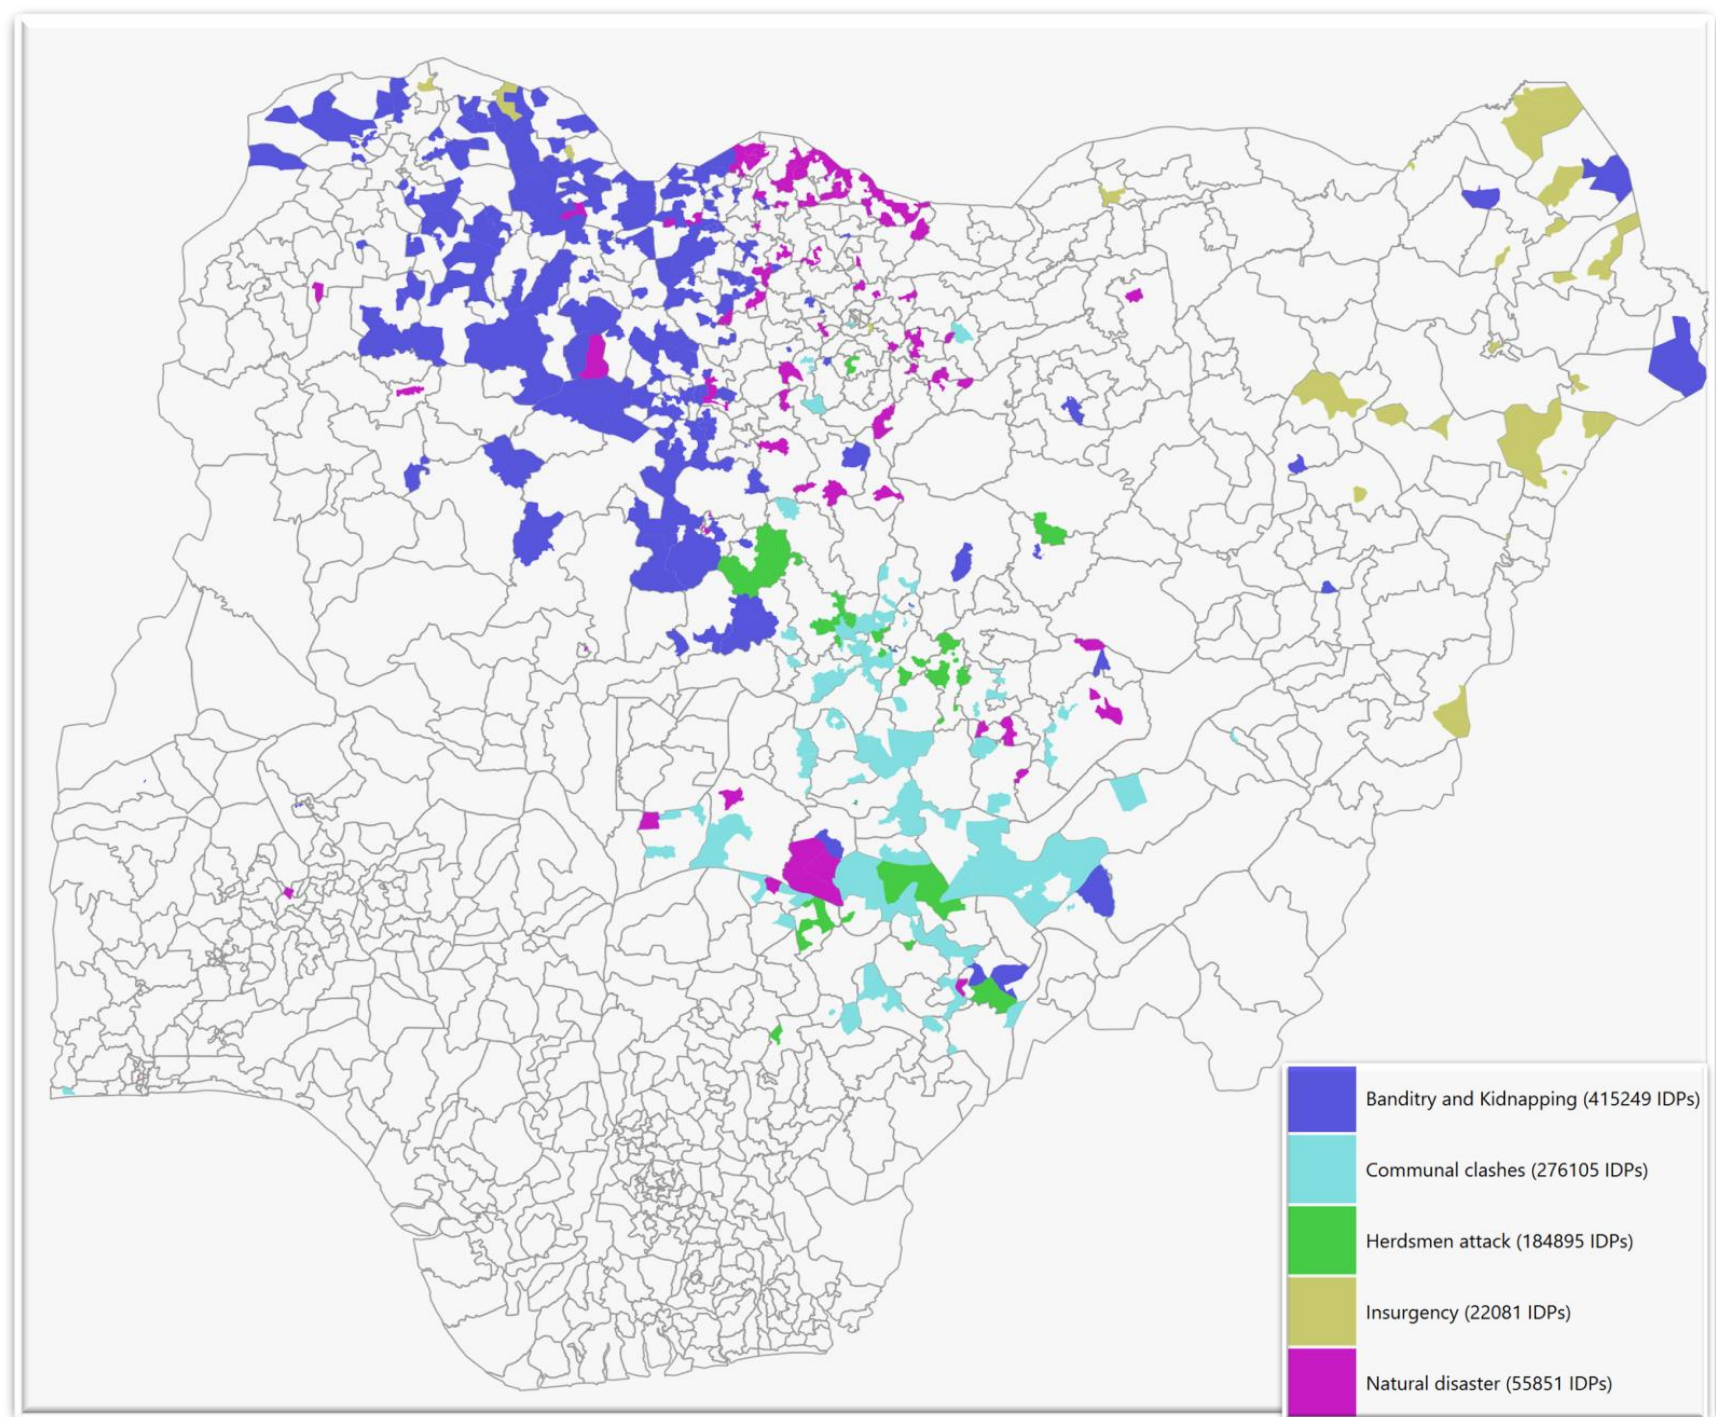 Banditry and Kidnapping (415249 IDPs)
Communal clashes (276105 IDPs)
Herdsmen attack (184895 IDPs)
Insurgency (22081 IDPs)
Natural disaster (55851 IDPs)